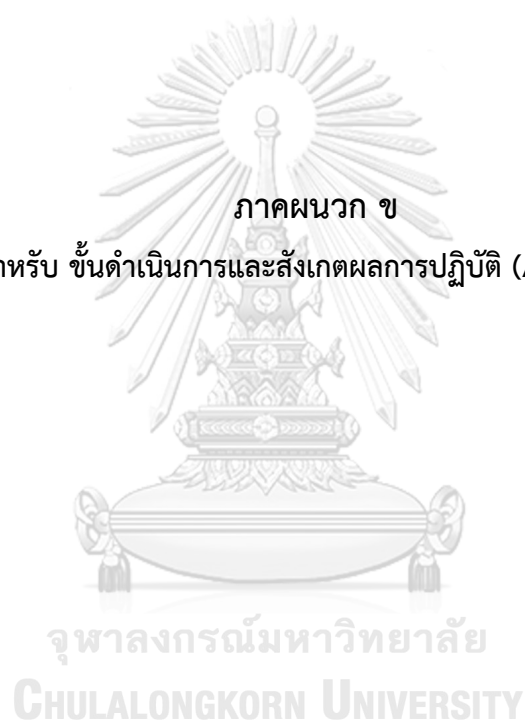 ภาคผนวก ข
หรับ ขั้นดำเนินการและสังเกตผลการปฏิบัติ (
จุฬาลงกรณ์มหาวิทยาลัย
CHULALONGKORN UNIVERSITY